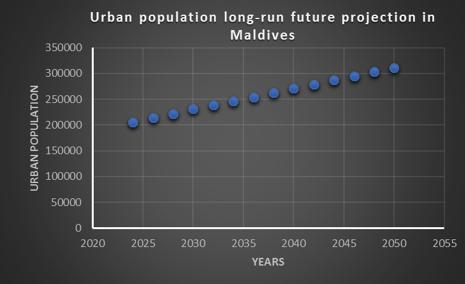 Urban population long-run future projection in
Maldives
350000
300000
250000
200000
150000
100000
50000
0
URBAN POPULATION
2020 2025 2030 2035 2040 2045 2050 2055
YEARS